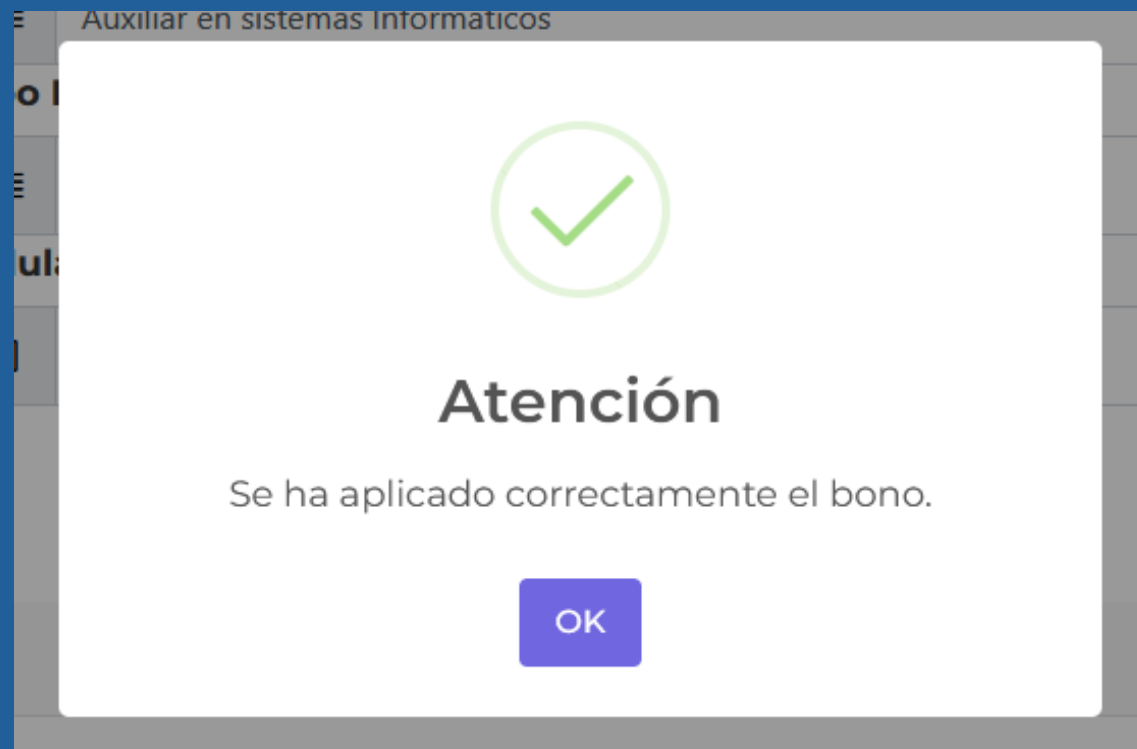 Auxiliar en sistemas Informáticos
Atención
Se ha aplicado correctamente el bono.
OK